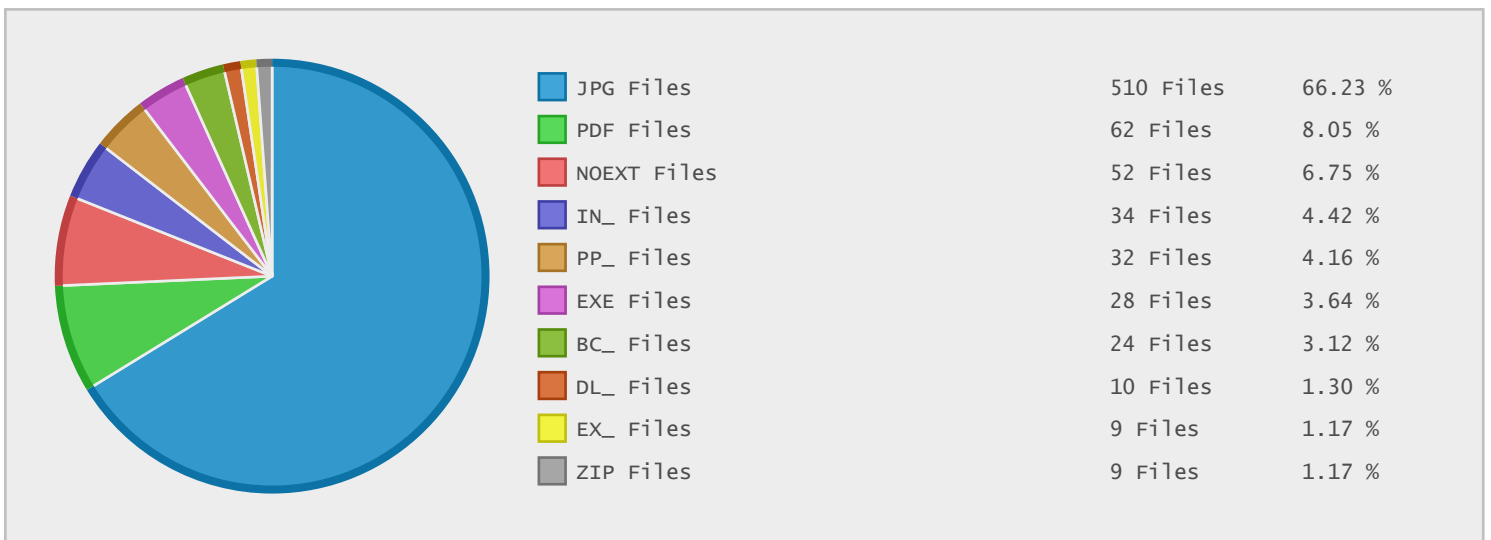 JPG Files 510 Files 66.23 %
PDF Files 62 Files 8.05 %
NOEXT Files 52 Files 6.75 %
IN_ Files 34 Files 4.42 %
PP_ Files 32 Files 4.16 %
EXE Files 28 Files 3.64 %
BC_ Files 24 Files 3.12 %
DL_ Files 10 Files 1.30 %
EX_ Files 9 Files 1.17 %
ZIP Files 9 Files 1.17 %